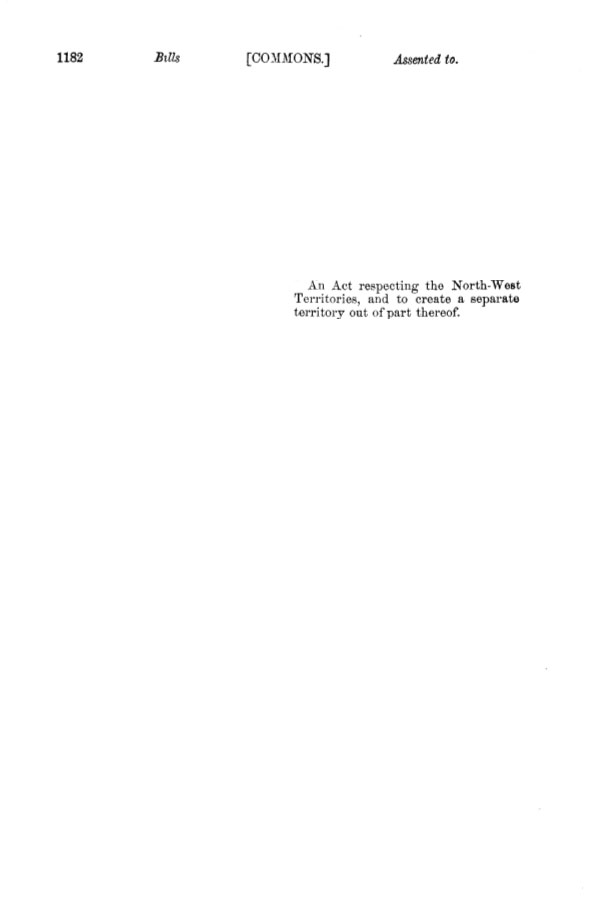 1182 Bills [COMMONS.] Assented to.
An Act respecting the North-West
Territories, and to create a separate
territory out of part thereof.